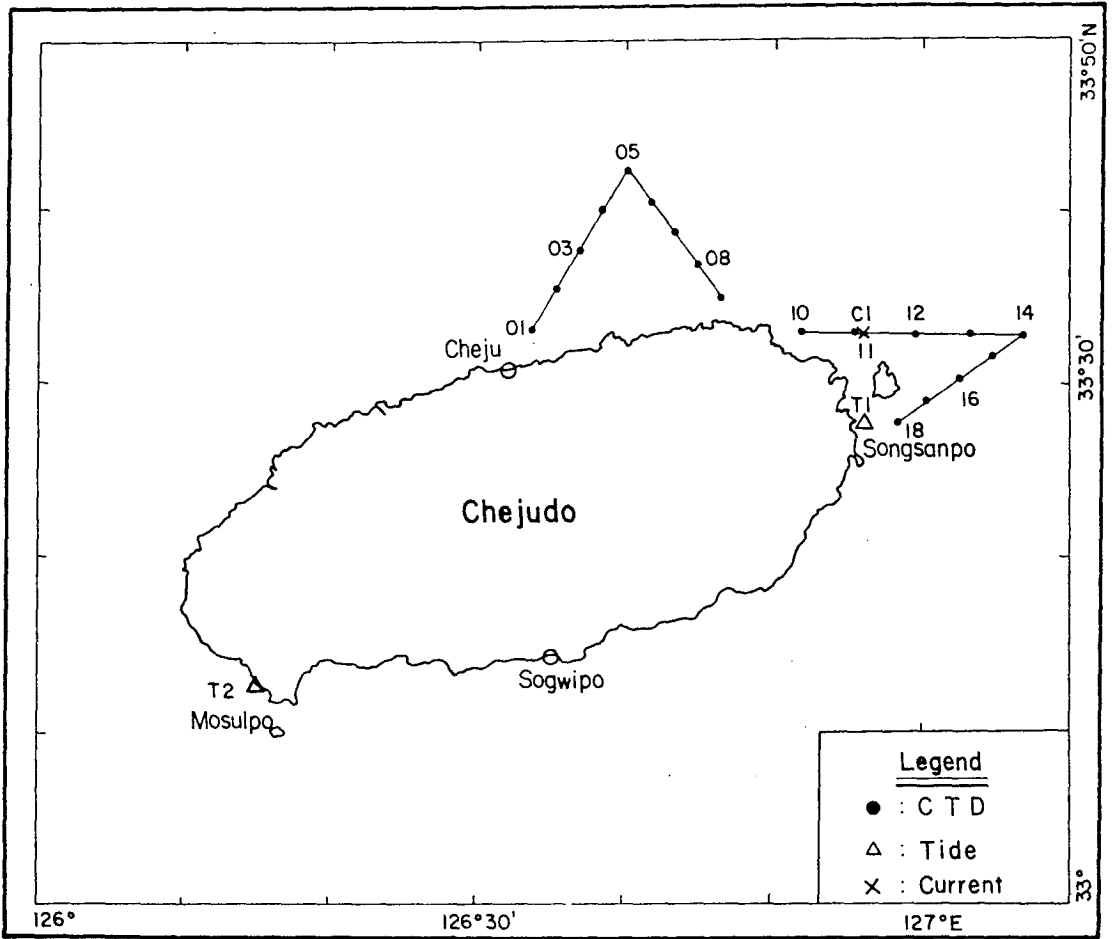 33°50'N
05
03
08
01
10
C1
12
14
Cheju
11
33°30'
T1
16
18
Songsanpo
Chejudo
T2
Sogwipo
Mosulpo
Legend
● : CTD
△ : Tide
× : Current
33°
126°
126°30'
127°E